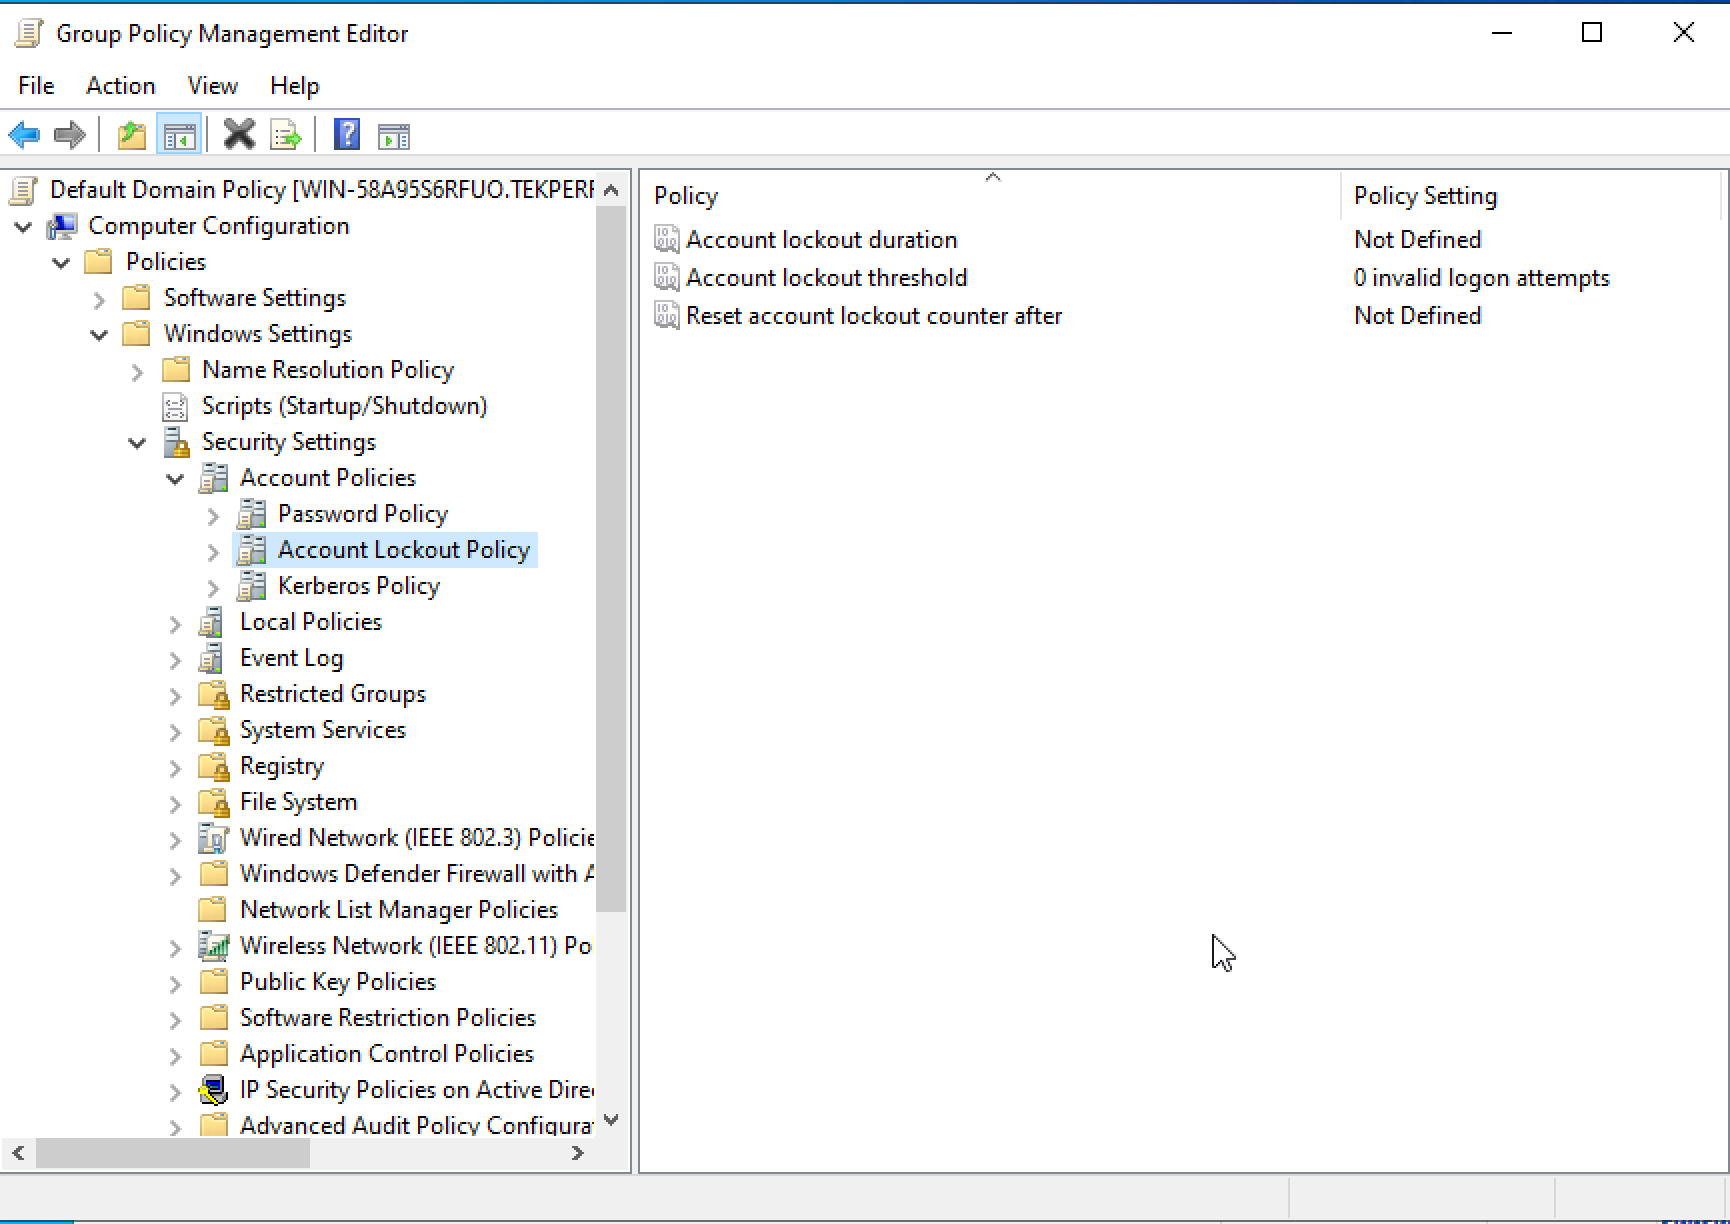 Group Policy Management Editor
File Action View Help
Default Domain Policy [WIN-58A95S6RFUO.TEKPERF
Computer Configuration
Policies
Software Settings
Windows Settings
Name Resolution Policy
Scripts (Startup/Shutdown)
Security Settings
Account Policies
Password Policy
Account Lockout Policy
Kerberos Policy
Local Policies
Event Log
Restricted Groups
System Services
Registry
File System
Wired Network (IEEE 802.3) Policie
Windows Defender Firewall with A
Network List Manager Policies
Wireless Network (IEEE 802.11) Po
Public Key Policies
Software Restriction Policies
Application Control Policies
IP Security Policies on Active Dire
Advanced Audit Policy Configura
Policy Policy Setting
Account lockout duration Not Defined
Account lockout threshold 0 invalid logon attempts
Reset account lockout counter after Not Defined